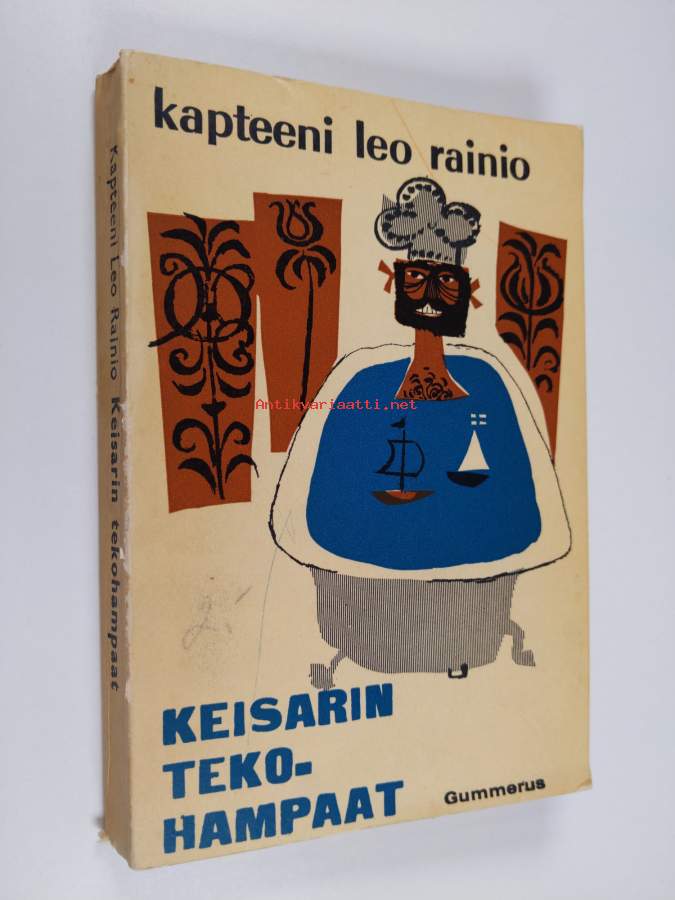 kapteeni leo rainio
Kapteeni Leo Rainio Keisarin tekohampaat
Antikvariaatti.net
KEISARIN
TEKO-
HAMPAAT
Gummerus